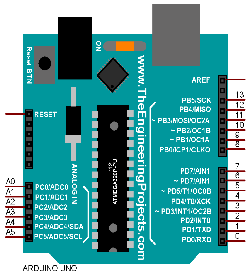 Reset BTN
ON
AREF
13
PB5/SCK
12
PB4/MISO
11
~ PB3/MOSI/OC2A
10
~ PB2/OC1B
9
~ PB1/OC1A
8
PB0/ICP1/CLKO
RESET
ANALOG IN
www.TheEngineeringProjects.com
7
PD7/AIN1
6
~ PD6/AIN0
5
~ PD5/T1/OC0B
4
PD4/T0/XCK
3
~ PD3/INT1/OC2B
2
PD2/INT0
1
PD1/TXD
0
PD0/RXD
A0
PC0/ADC0
A1
PC1/ADC1
A2
PC2/ADC2
A3
PC3/ADC3
A4
PC4/ADC4/SDA
A5
PC5/ADC5/SCL
ARDUINO UNO